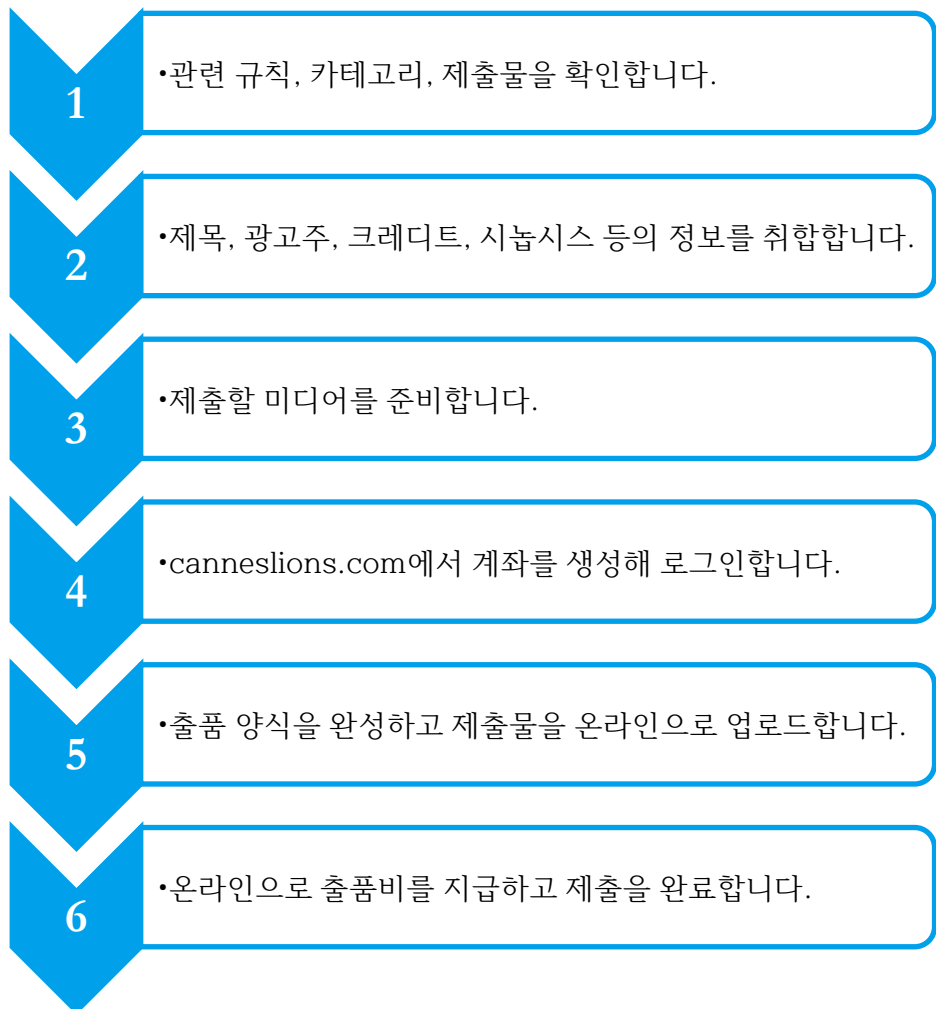 1
•관련 규칙, 카테고리, 제출물을 확인합니다.
2
•제목, 광고주, 크레디트, 시놉시스 등의 정보를 취합합니다.
3
•제출할 미디어를 준비합니다.
4
•canneslions.com에서 계좌를 생성해 로그인합니다.
5
•출품 양식을 완성하고 제출물을 온라인으로 업로드합니다.
6
•온라인으로 출품비를 지급하고 제출을 완료합니다.